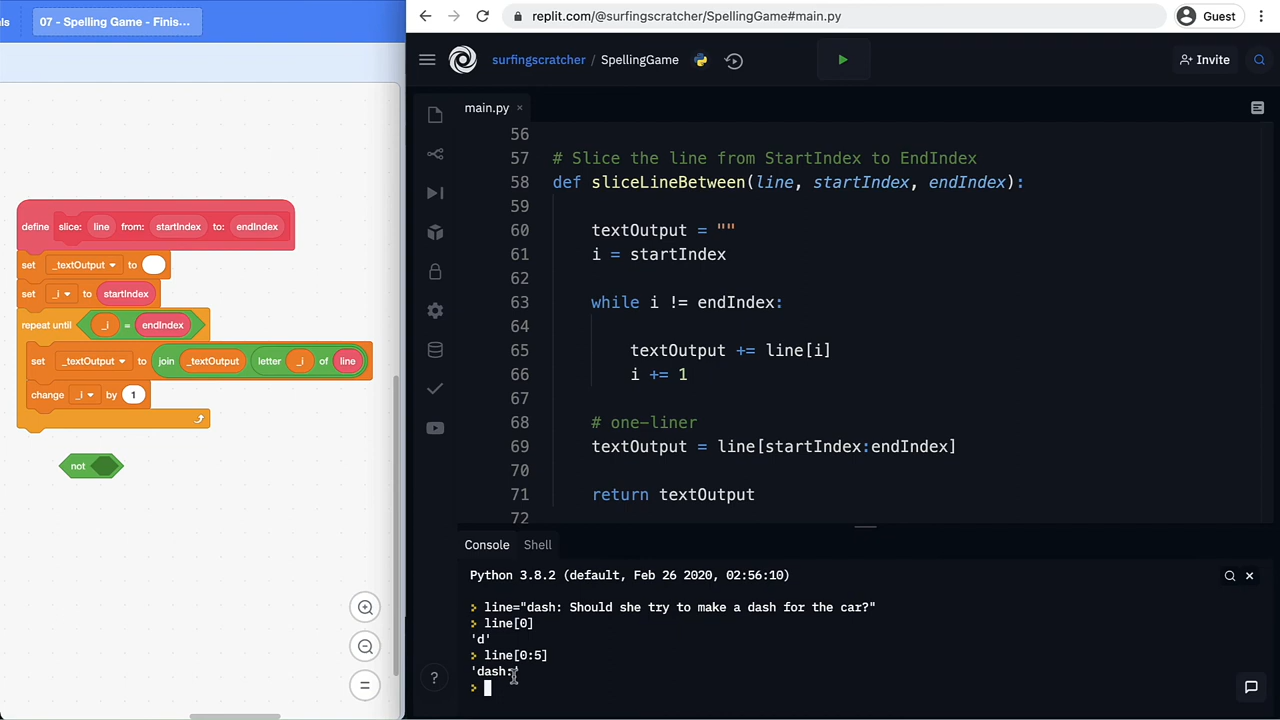 als
07 - Spelling Game - Finis...
define slice: line from: startIndex to: endIndex
set _textOutput to
set _i to startIndex
repeat until _i = endIndex
set _textOutput to join _textOutput letter _i of line
change _i by 1
not
replit.com/@surfingscratcher/SpellingGame#main.py
Guest
surfingscratcher / SpellingGame
Invite
main.py ×
56
57 # Slice the line from StartIndex to EndIndex
58 def sliceLineBetween(line, startIndex, endIndex):
59
60 textOutput = ""
61 i = startIndex
62
63 while i != endIndex:
64
65 textOutput += line[i]
66 i += 1
67
68 # one-liner
69 textOutput = line[startIndex:endIndex]
70
71 return textOutput
72
Console Shell
Python 3.8.2 (default, Feb 26 2020, 02:56:10)
line="dash: Should she try to make a dash for the car?"
line[0]
'd'
line[0:5]
'dash:'
?